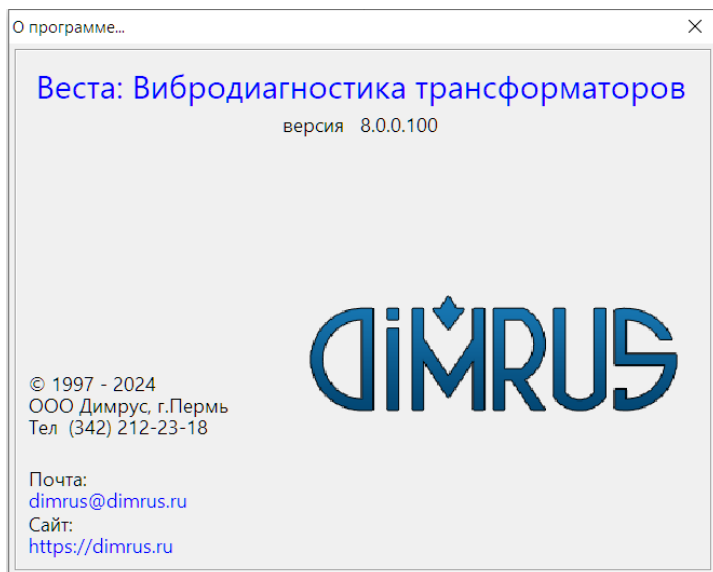 О программе...
Веста: Вибродиагностика трансформаторов
версия 8.0.0.100
DiMRUS
© 1997 - 2024
ООО Димрус, г.Пермь
Тел (342) 212-23-18
Почта:
dimrus@dimrus.ru
Сайт:
https://dimrus.ru